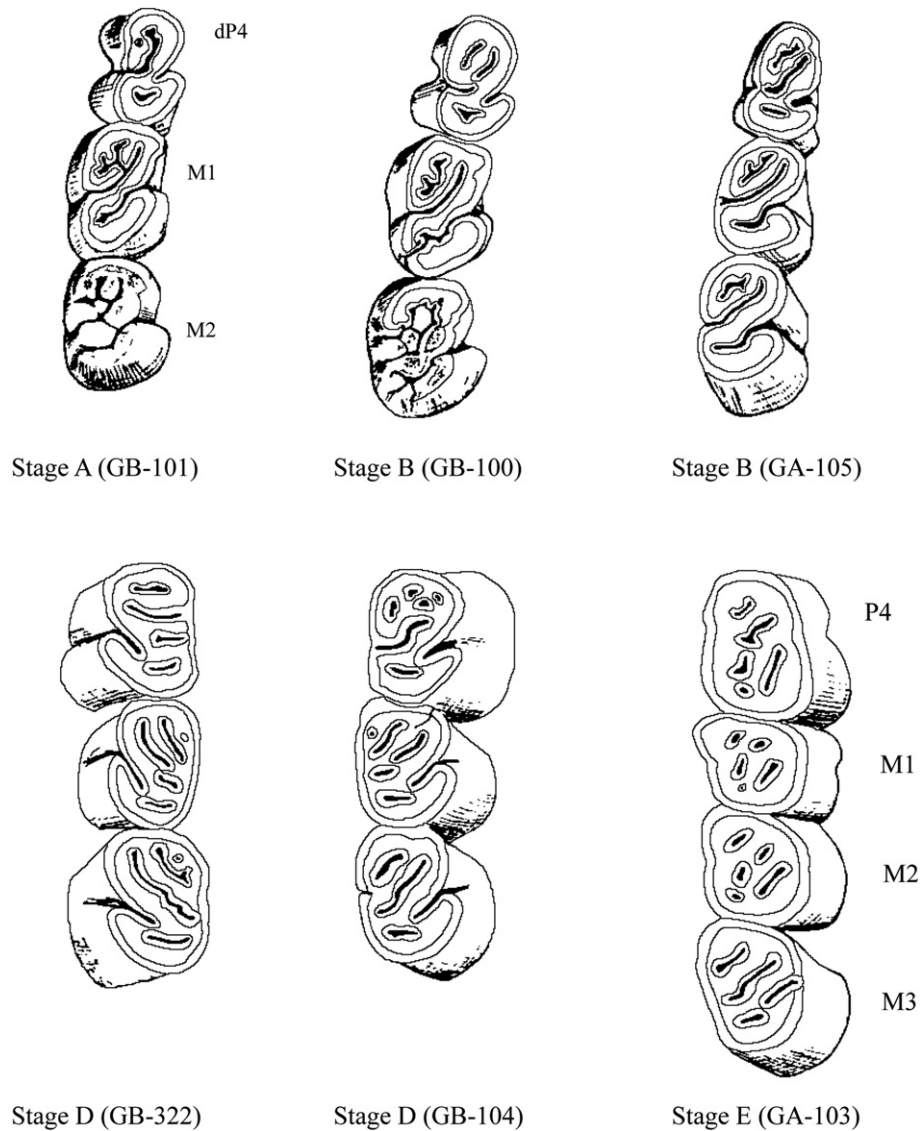 dP4
M1
M2
Stage A (GB-101)
Stage B (GB-100)
Stage B (GA-105)
P4
M1
M2
M3
Stage D (GB-322)
Stage D (GB-104)
Stage E (GA-103)